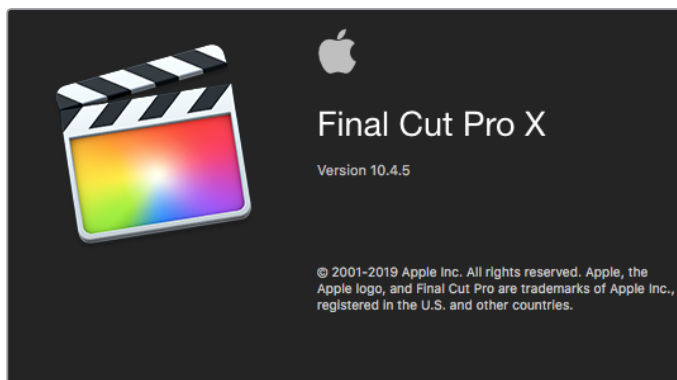 Final Cut Pro X
Version 10.4.5
© 2001-2019 Apple Inc. All rights reserved. Apple, the
Apple logo, and Final Cut Pro are trademarks of Apple Inc.,
registered in the U.S. and other countries.